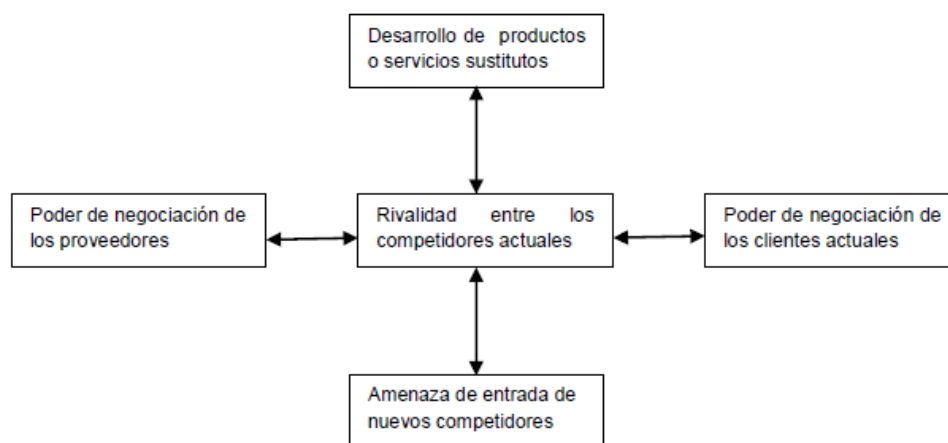 Desarrollo de productos
o servicios sustitutos
Poder de negociación de
los proveedores
Rivalidad entre los
competidores actuales
Poder de negociación de
los clientes actuales
Amenaza de entrada de
nuevos competidores